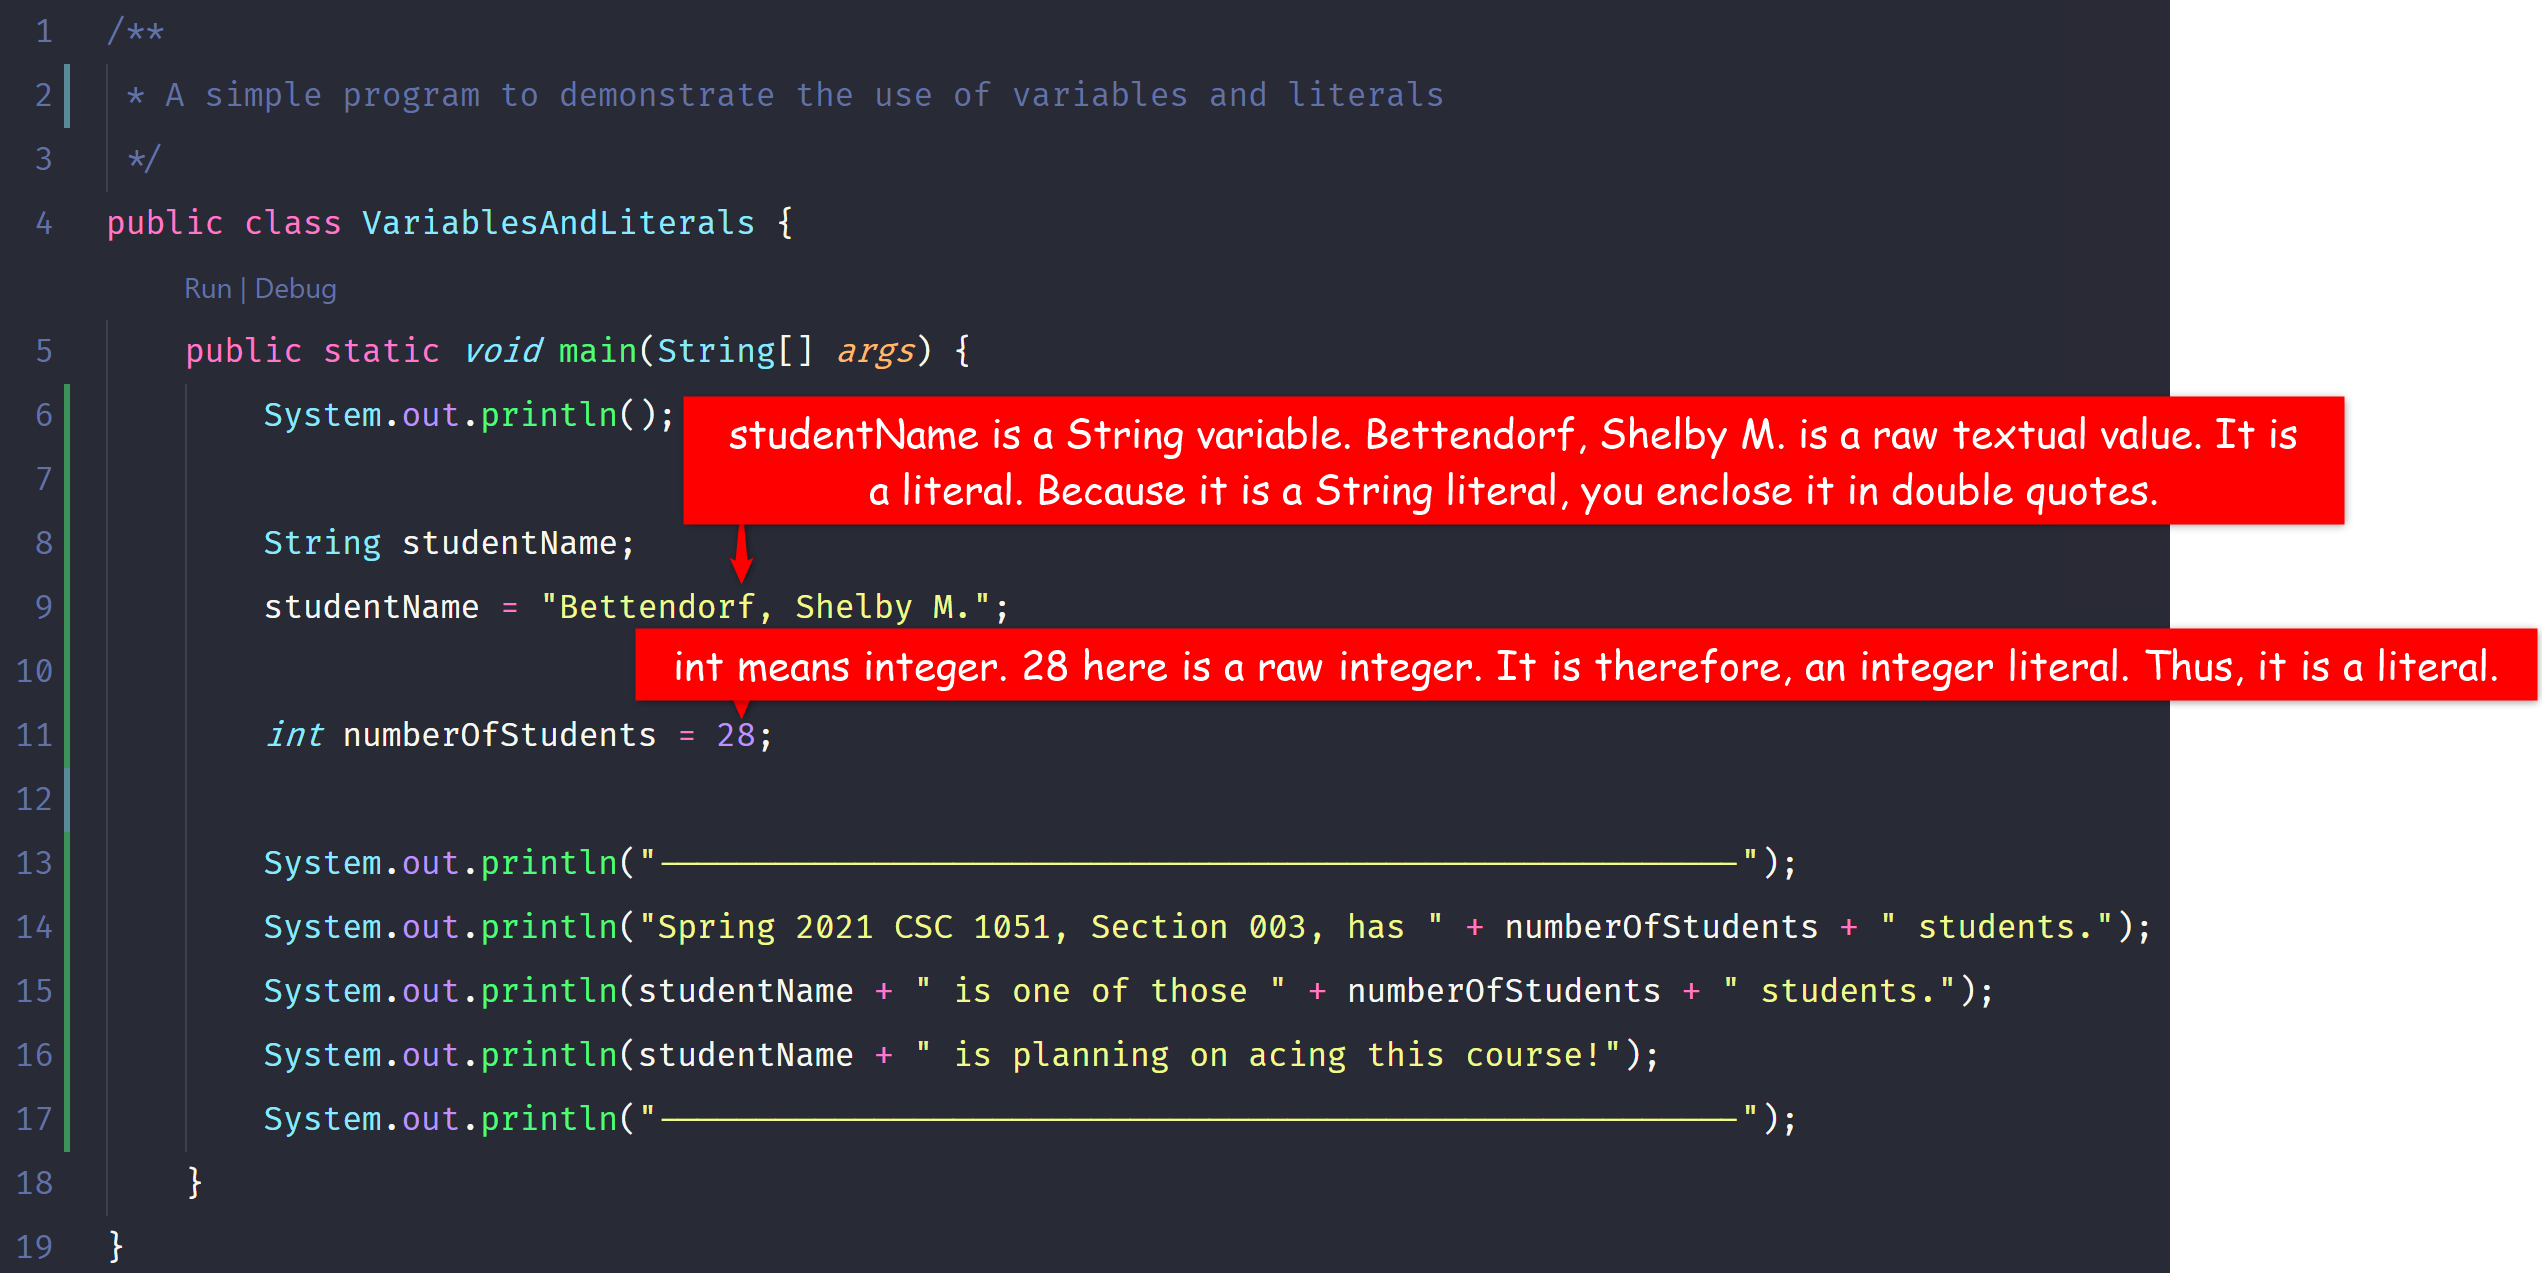 1 /**
2 * A simple program to demonstrate the use of variables and literals
3 */
4 public class VariablesAndLiterals {
Run | Debug
5 public static void main(String[] args) {
6 System.out.println();
studentName is a String variable. Bettendorf, Shelby M. is a raw textual value. It is
a literal. Because it is a String literal, you enclose it in double quotes.
7
8 String studentName;
9 studentName = "Bettendorf, Shelby M.";
10
int means integer. 28 here is a raw integer. It is therefore, an integer literal. Thus, it is a literal.
11 int numberOfStudents = 28;
12
13 System.out.println("-------------------------------------------------------");
14 System.out.println("Spring 2021 CSC 1051, Section 003, has " + numberOfStudents + " students.");
15 System.out.println(studentName + " is one of those " + numberOfStudents + " students.");
16 System.out.println(studentName + " is planning on acing this course!");
17 System.out.println("-------------------------------------------------------");
18 }
19 }